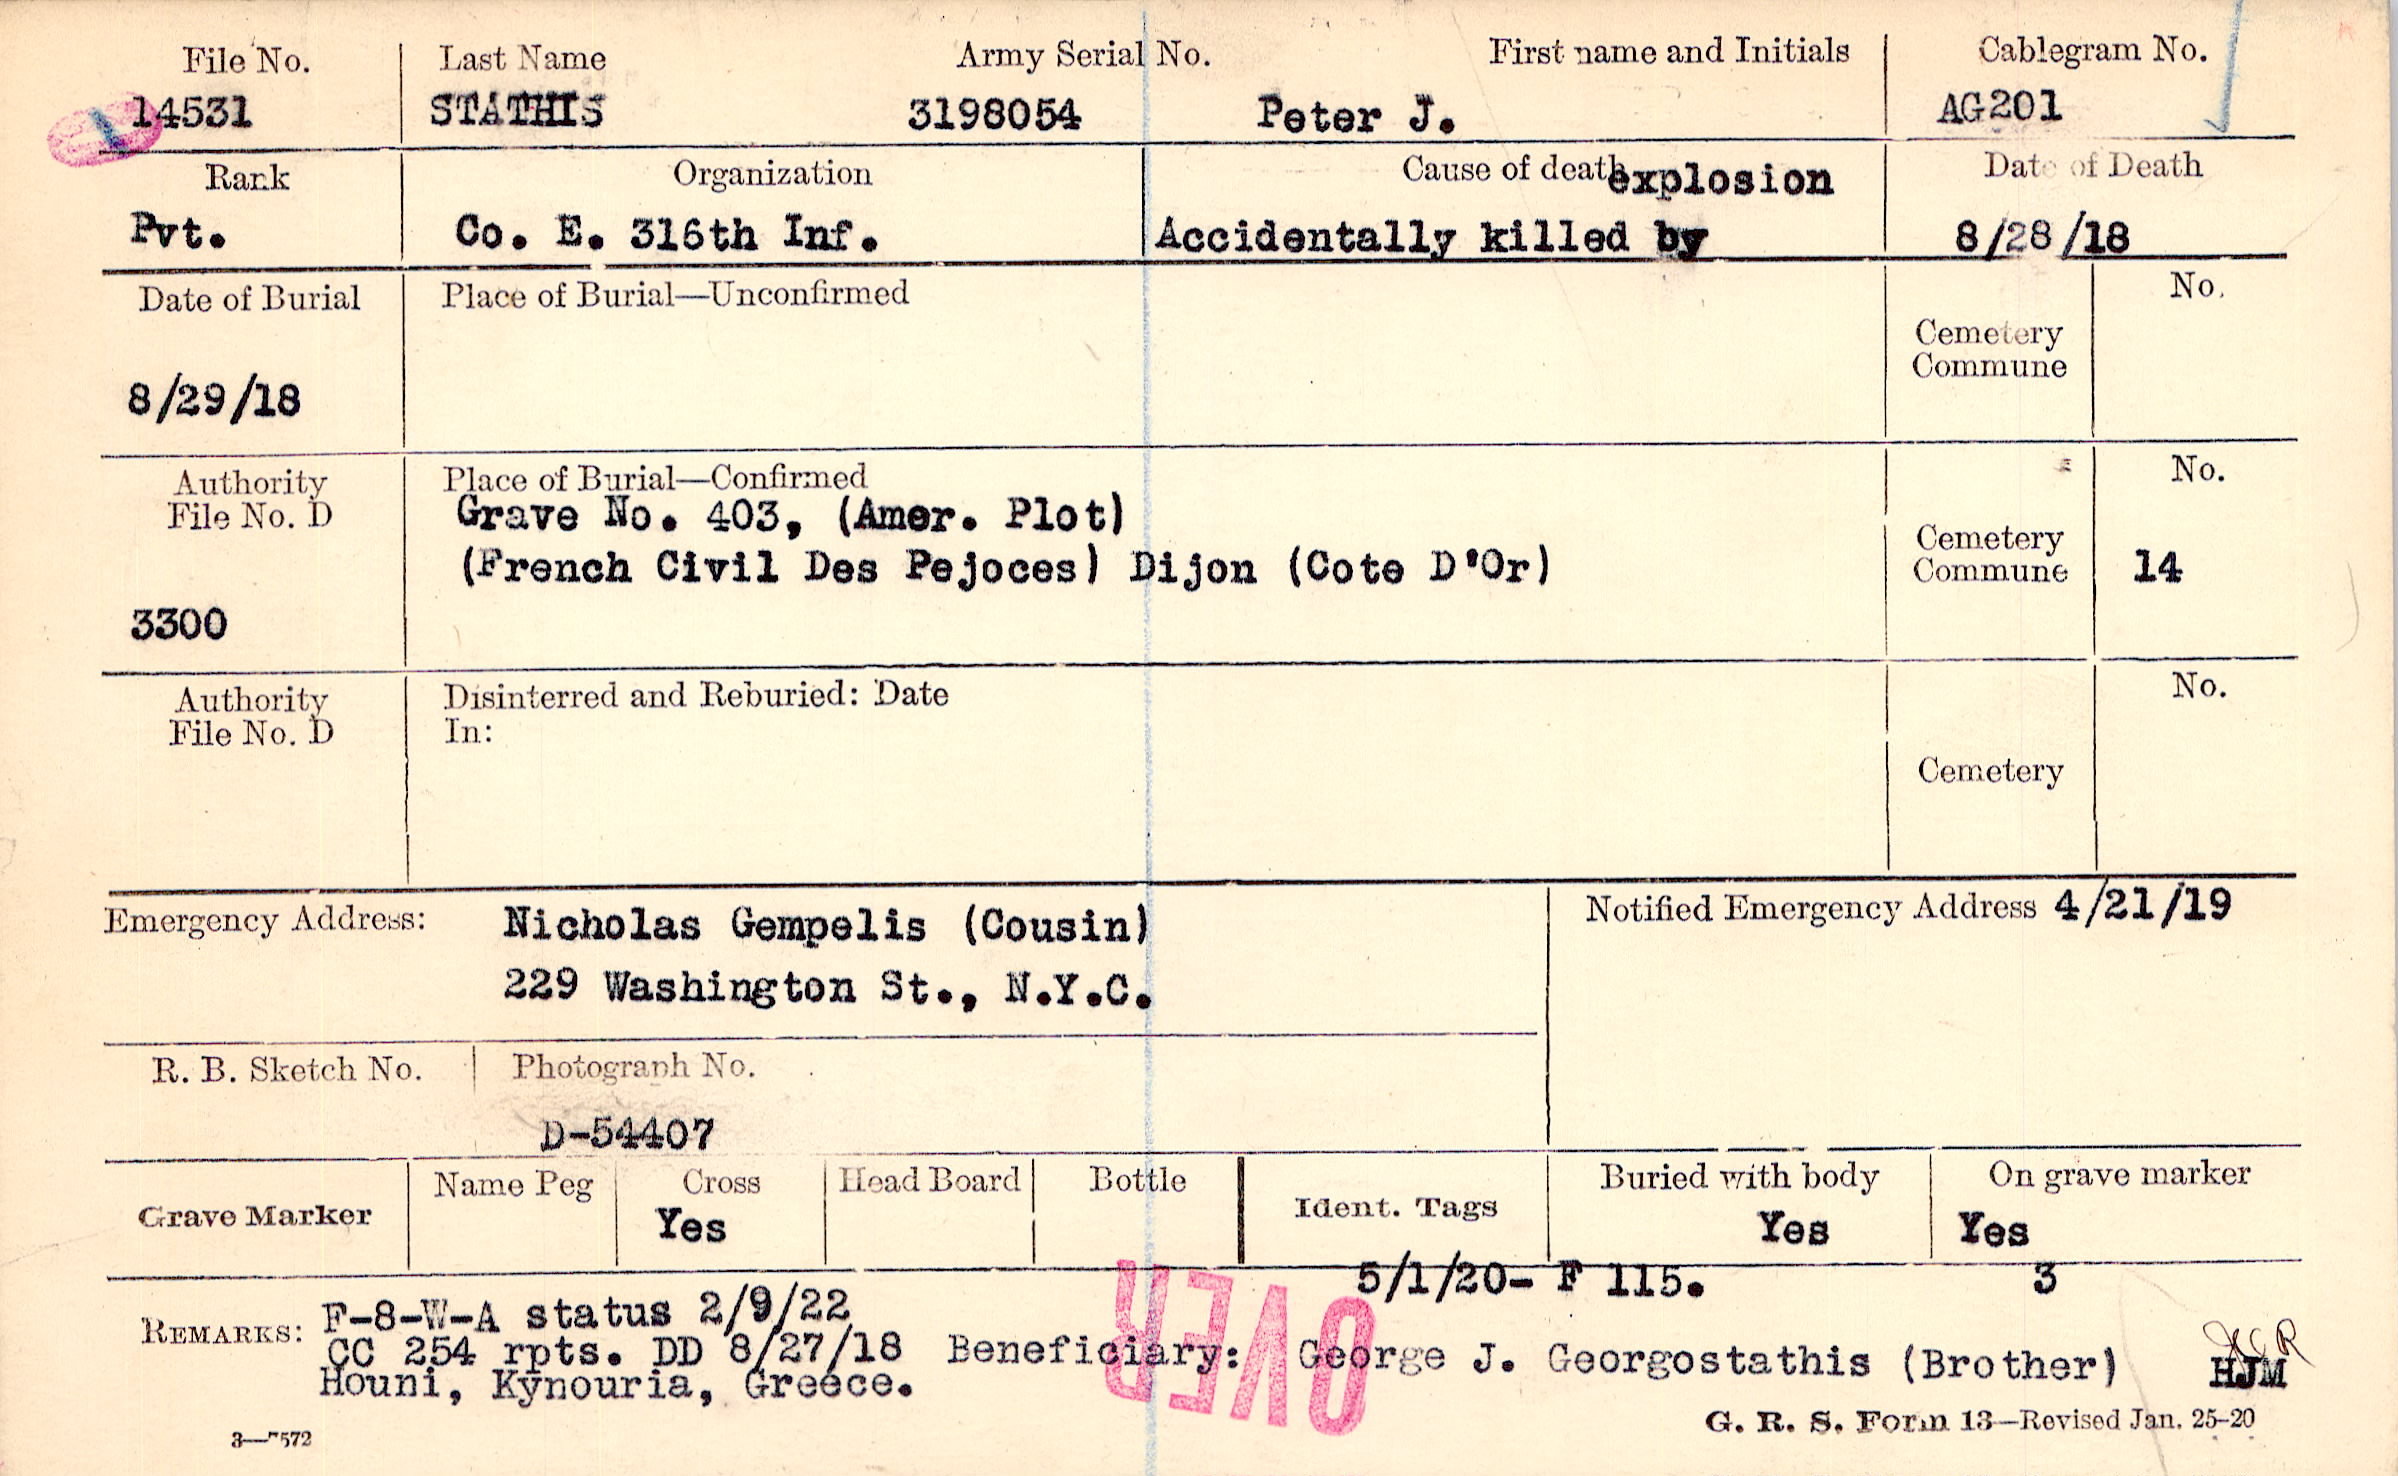 File No. Last Name Army Serial No. First name and Initials Cablegram No.
14531 STATHIS 3198054 Peter J. AG201
Rank Organization Cause of death explosion Date of Death
Pvt. Co. E. 316th Inf. Accidentally killed by 8/28/18
Date of Burial Place of Burial—Unconfirmed No.
Cemetery
Commune
8/29/18
Authority Place of Burial—Confirmed No.
File No. D Grave No. 403, (Amer. Plot)
(French Civil Des Pejoces) Dijon (Cote D'Or) Cemetery
Commune 14
3300
Authority Disinterred and Reburied: Date No.
File No. D In:
Cemetery
Emergency Address: Nicholas Gempelis (Cousin) Notified Emergency Address 4/21/19
229 Washington St., N.Y.C.
R. B. Sketch No. Photograph No.
D-54407
Grave Marker Name Peg Cross Head Board Bottle Ident. Tags Buried with body On grave marker
Yes Yes Yes
5/1/20- F 115. 3
REMARKS: F-8-W-A status 2/9/22
CC 254 rpts. DD 8/27/18 Beneficiary: George J. Georgostathis (Brother) HJM
Houni, Kynouria, Greece.
OVER
3—7572 G. R. S. Form 13—Revised Jan. 25-20